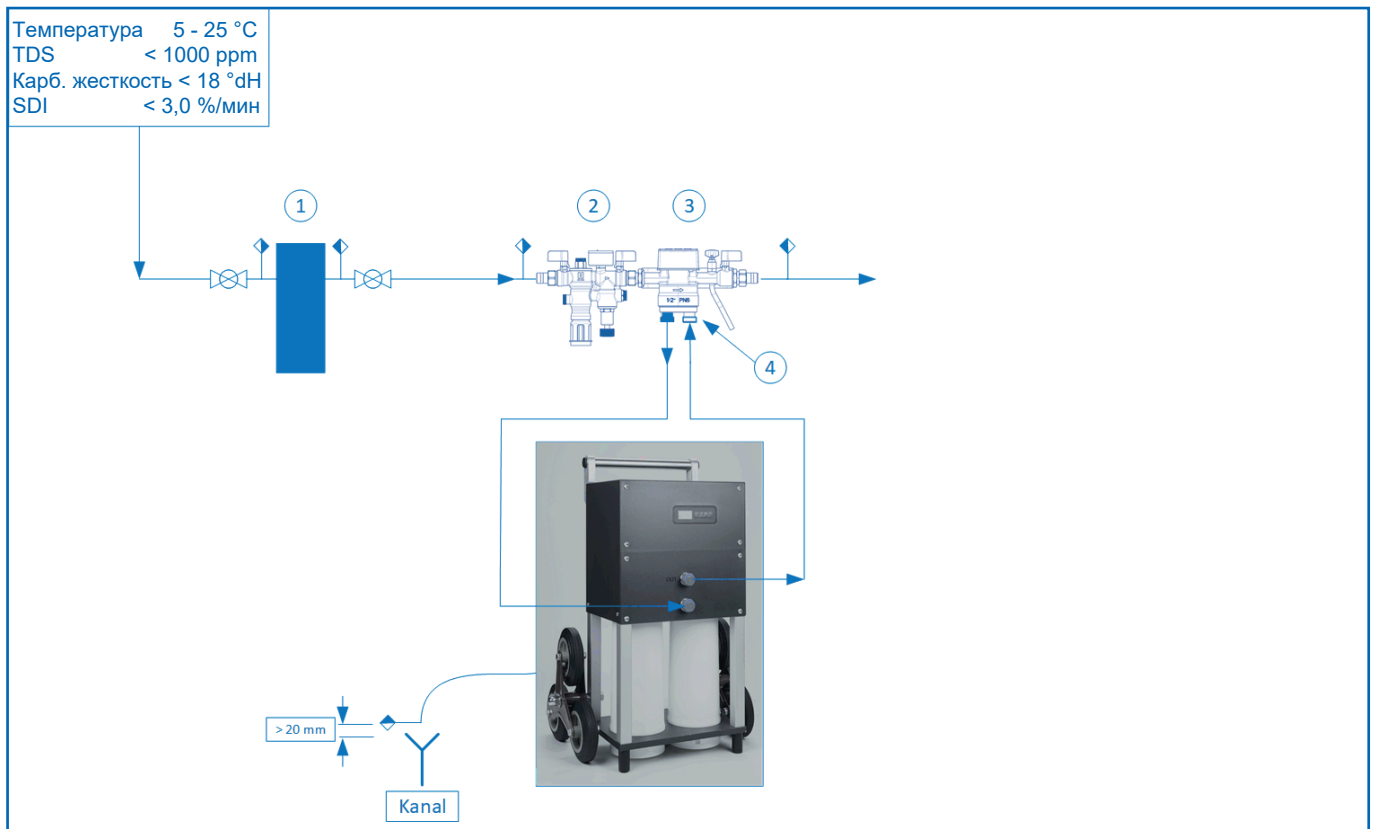 Температура 5 - 25 °C
TDS < 1000 ppm
Карб. жесткость < 18 °dH
SDI < 3,0 %/мин
1
2
3
1/2" PN6
4
> 20 mm
Kanal